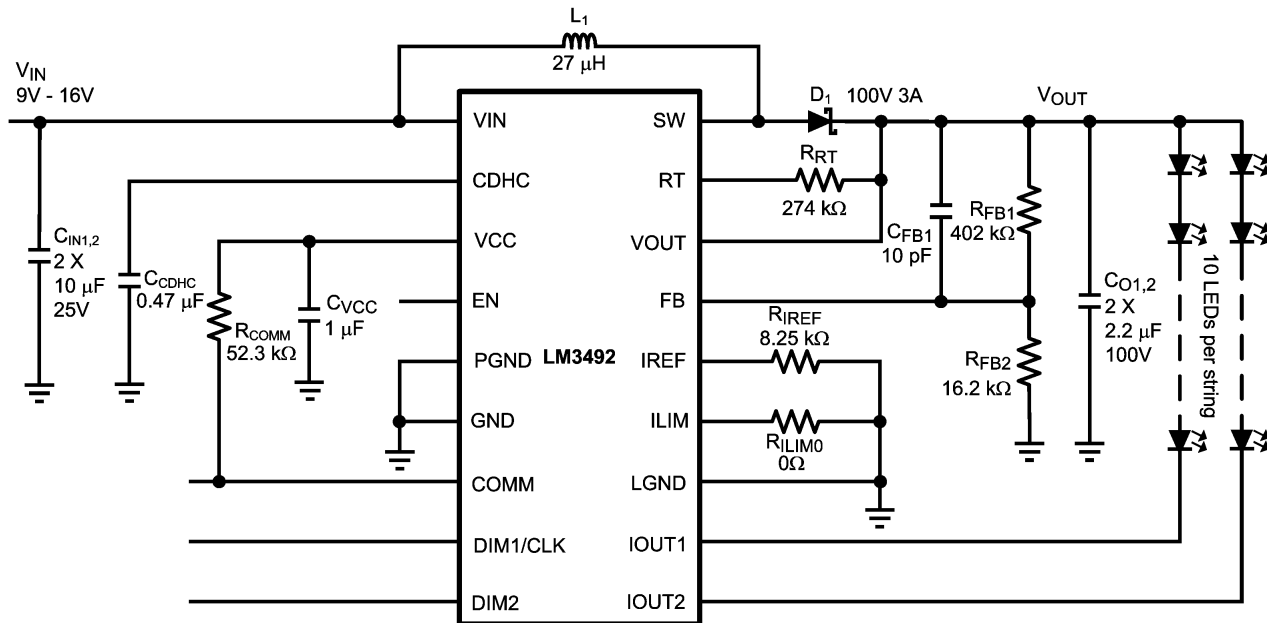 L1
27 μH
VIN
9V - 16V
D1
100V 3A
VOUT
VIN
SW
CDHC
RT
RRT
274 kΩ
VCC
VOUT
EN
FB
PGND
LM3492
IREF
GND
ILIM
COMM
LGND
DIM1/CLK
IOUT1
DIM2
IOUT2
CIN1,2
2 X
10 μF
25V
CCDHC
0.47 μF
RCOMM
52.3 kΩ
CVCC
1 μF
CFB1
10 pF
RFB1
402 kΩ
RIREF
8.25 kΩ
RILIM0
0Ω
RFB2
16.2 kΩ
CO1,2
2 X
2.2 μF
100V
10 LEDs per string